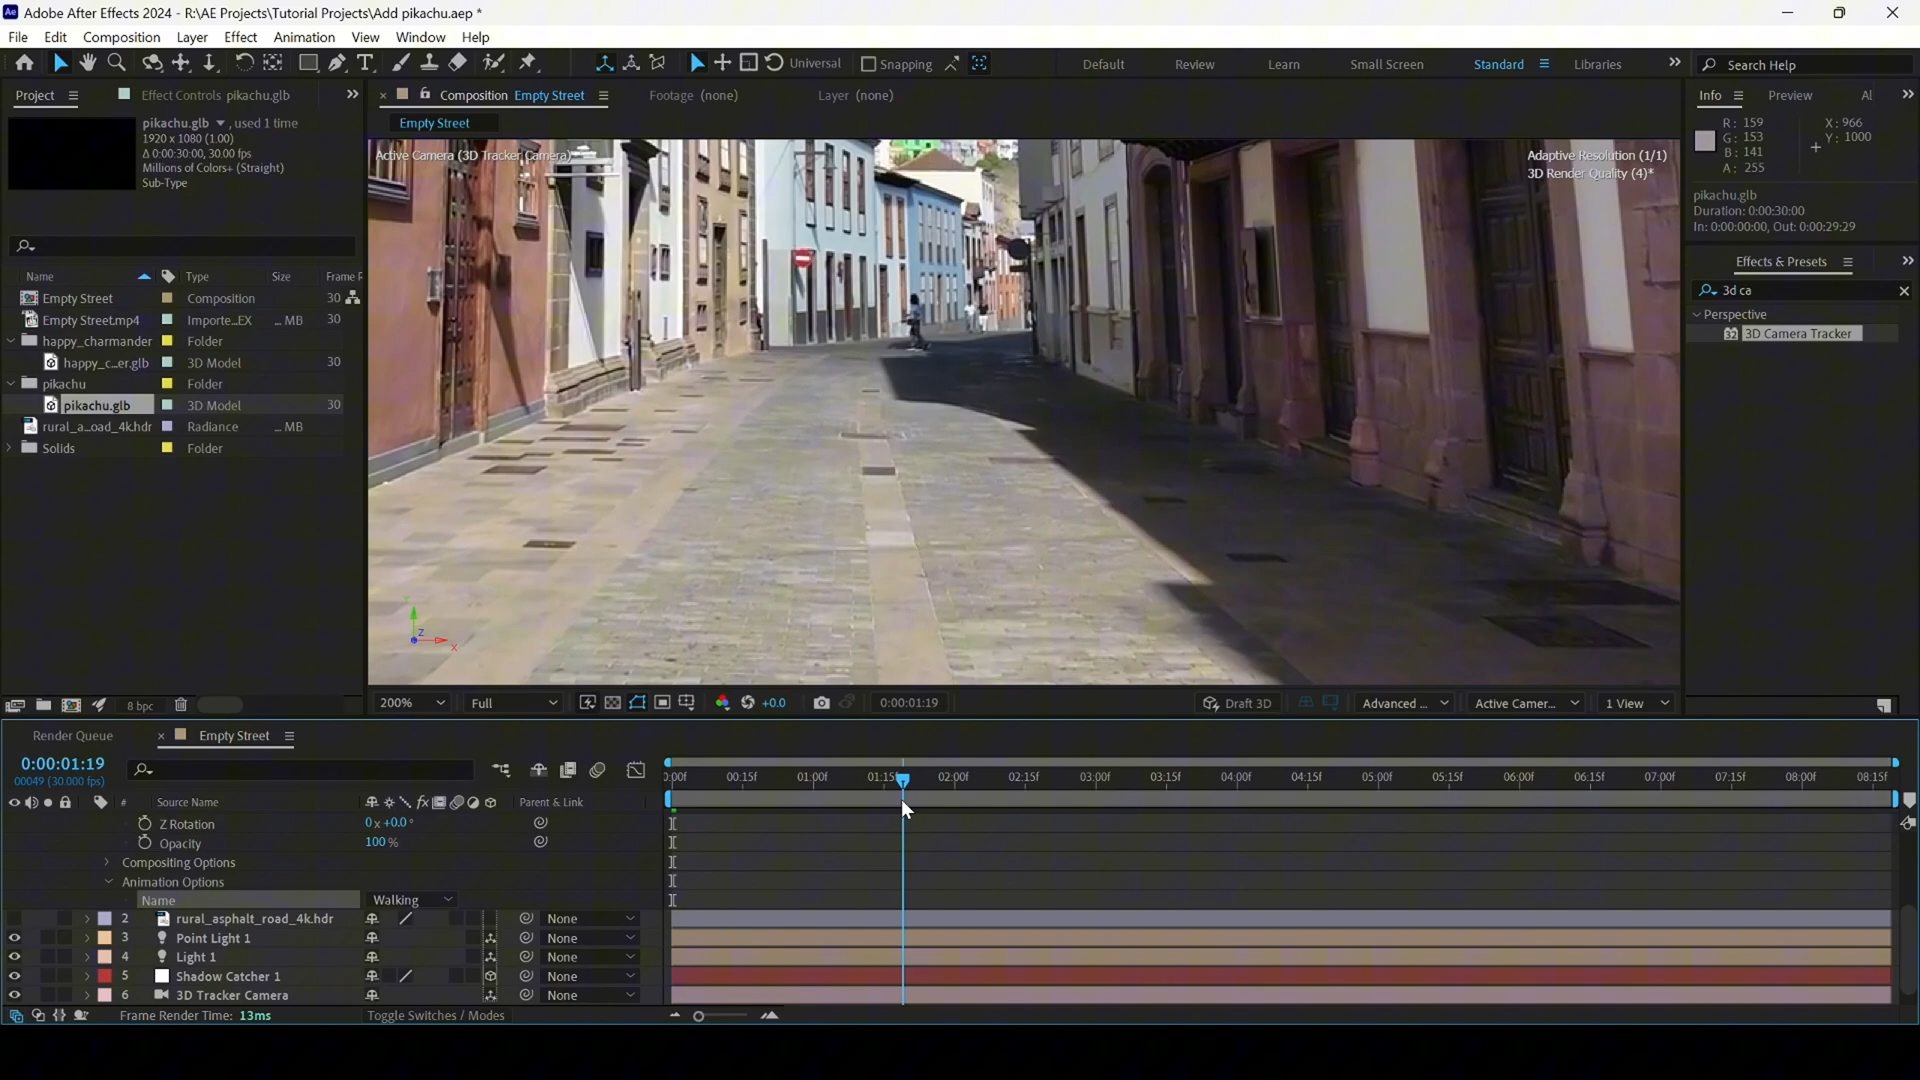 Adobe After Effects 2024 - R:\AE Projects\Tutorial Projects\Add pikachu.aep *
File Edit Composition Layer Effect Animation View Window Help
Universal Snapping Default Review Learn Small Screen Standard Libraries Search Help
Project Effect Controls pikachu.glb
Composition Empty Street Footage (none) Layer (none)
Info Preview Al
pikachu.glb , used 1 time
1920 x 1080 (1.00)
Δ 0:00:30:00, 30.00 fps
Millions of Colors+ (Straight)
Sub-Type
Empty Street
Active Camera (3D Tracker Camera)
Adaptive Resolution (1/1)
3D Render Quality (4)*
R: 159 X: 966
G: 153 Y: 1000
B: 141
A: 255
pikachu.glb
Duration: 0:00:30:00
In: 0:00:00:00, Out: 0:00:29:29
Effects & Presets
3d ca
Perspective
32 3D Camera Tracker
Name Type Size Frame F
Empty Street Composition 30
Empty Street.mp4 Importe...EX ... MB 30
happy_charmander Folder
happy_c...er.glb 3D Model 30
pikachu Folder
pikachu.glb 3D Model 30
rural_a...oad_4k.hdr Radiance ... MB
Solids Folder
Y
Z
X
8 bpc
200% Full +0.0 0:00:01:19 Draft 3D Advanced ... Active Camer... 1 View
Render Queue Empty Street
0:00:01:19
00049 (30.000 fps)
0:00f 00:15f 01:00f 01:15f 02:00f 02:15f 03:00f 03:15f 04:00f 04:15f 05:00f 05:15f 06:00f 06:15f 07:00f 07:15f 08:00f 08:15f
# Source Name fx Parent & Link
Z Rotation 0x+0.0°
Opacity 100 %
Compositing Options
Animation Options
Name Walking
2 rural_asphalt_road_4k.hdr None
3 Point Light 1 None
4 Light 1 None
5 Shadow Catcher 1 None
6 3D Tracker Camera None
Frame Render Time: 13ms Toggle Switches / Modes